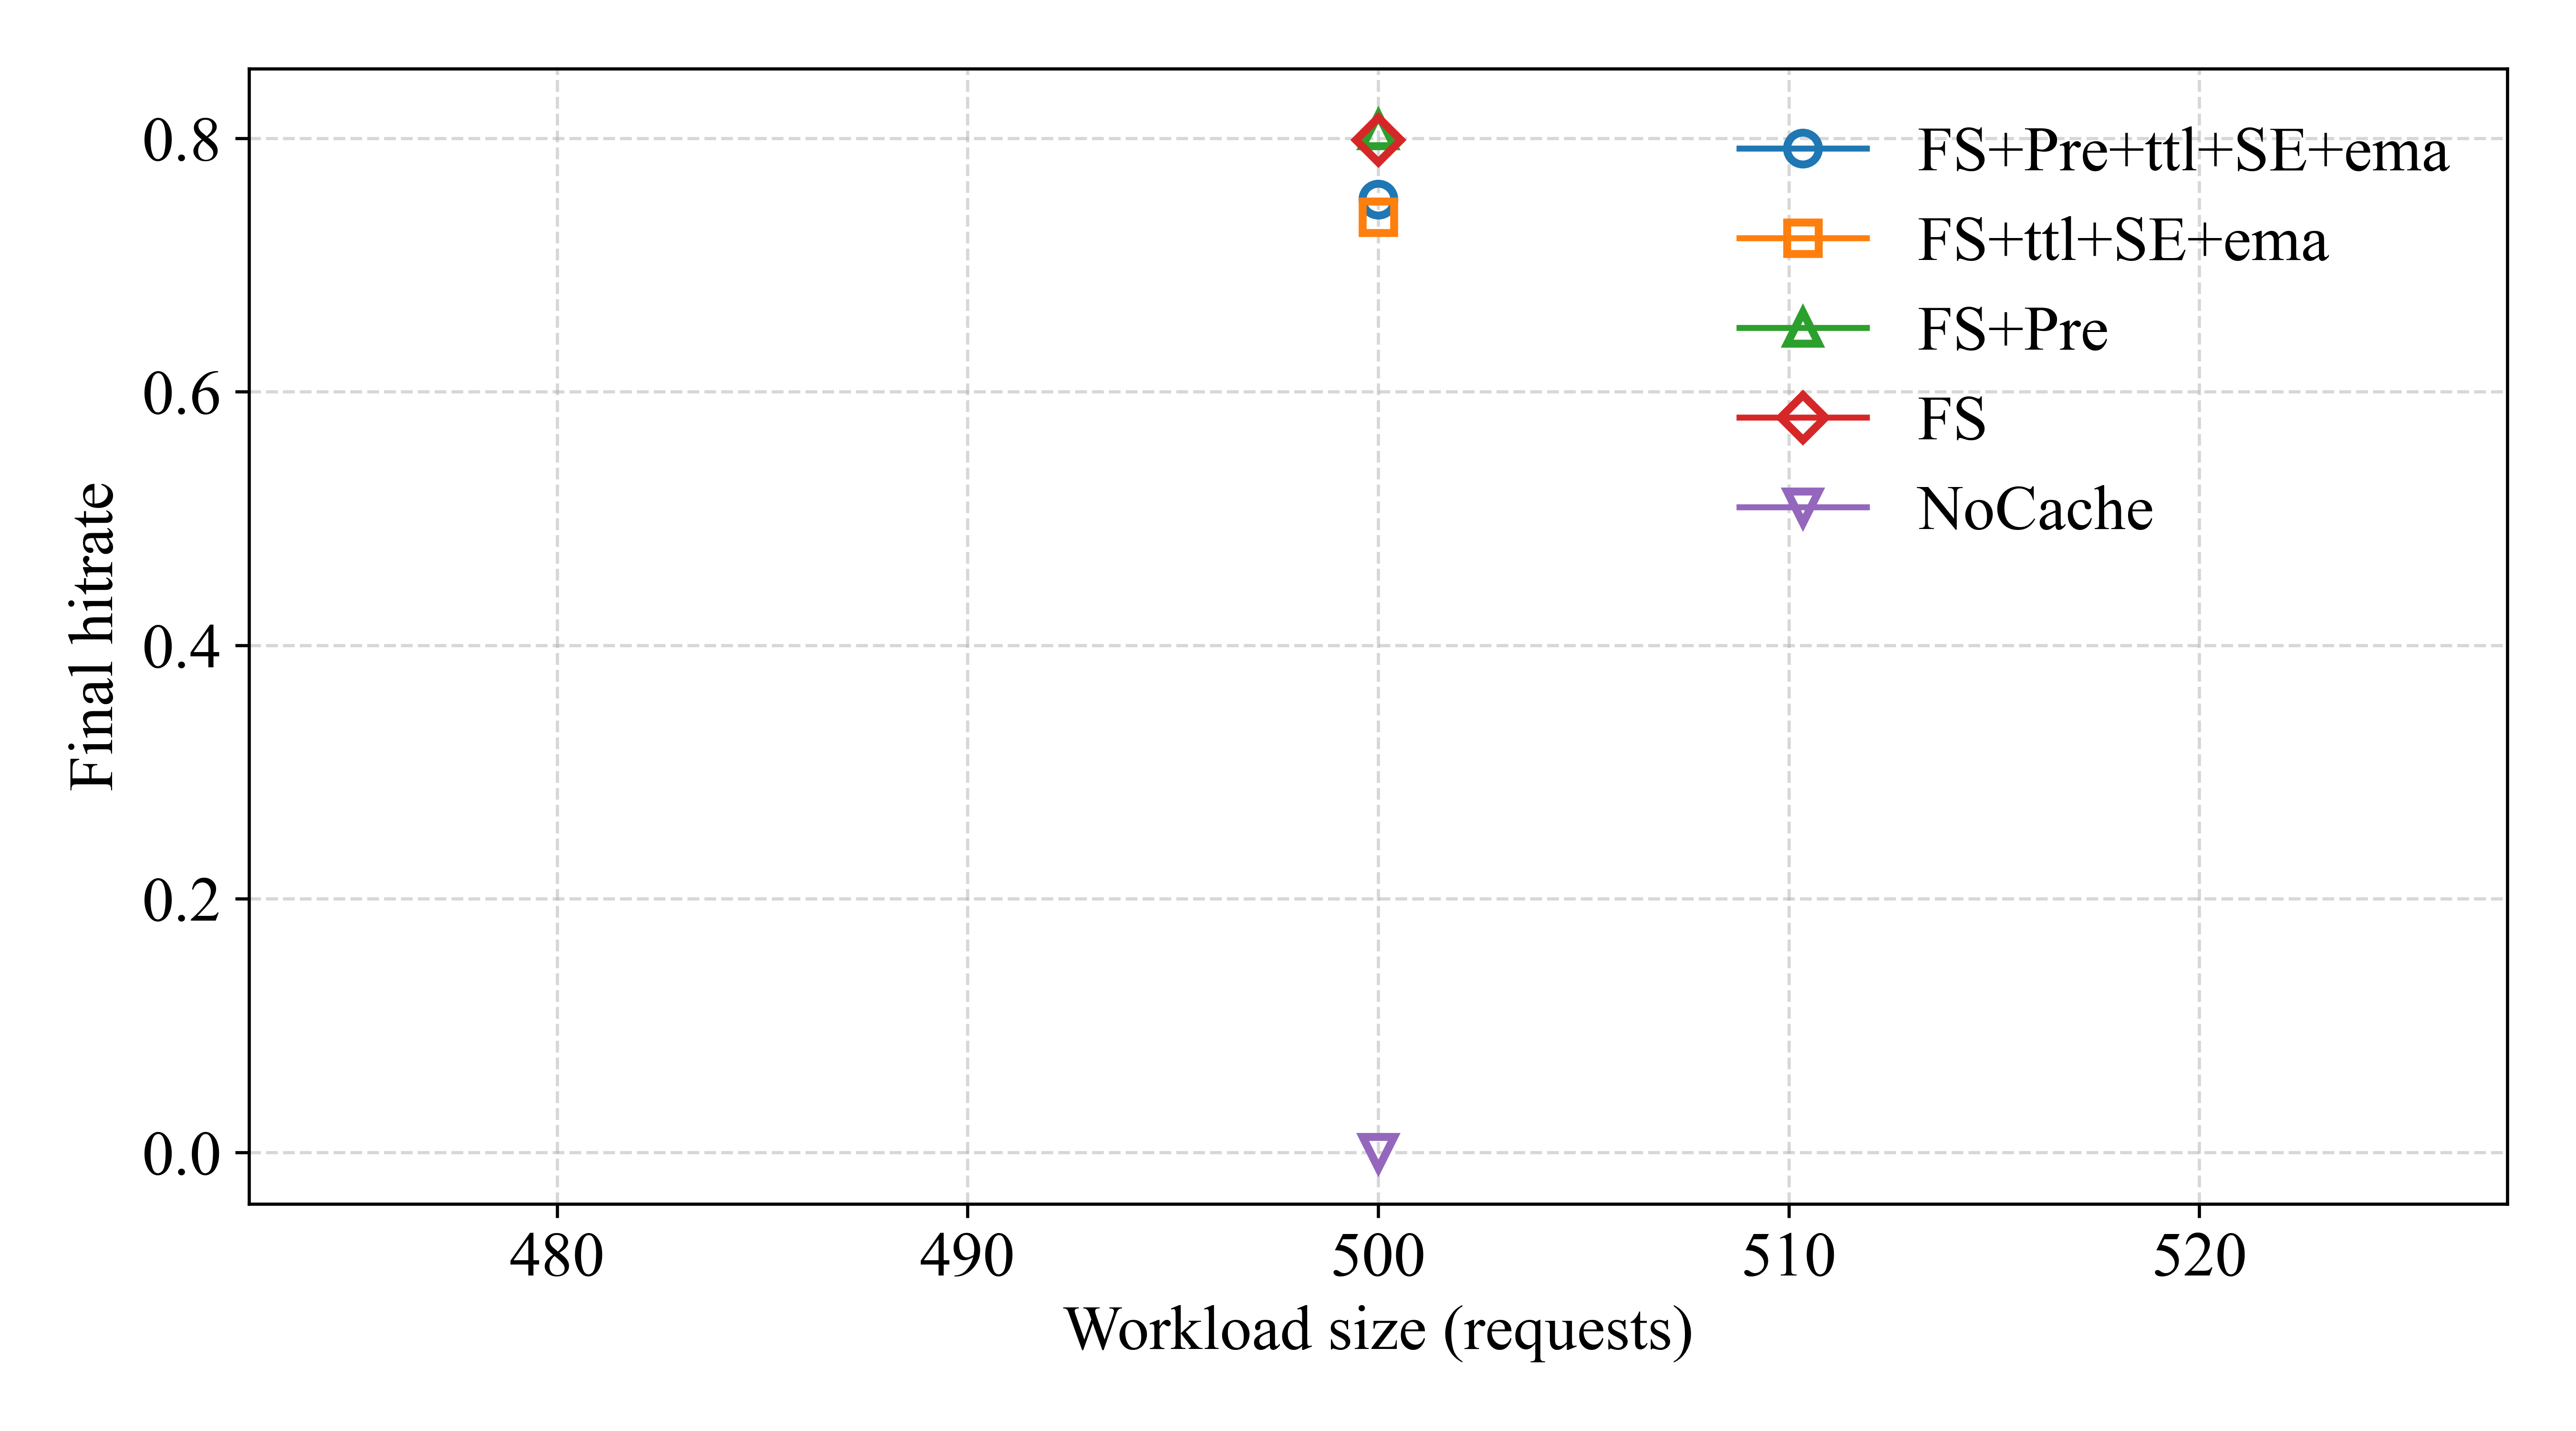 0.8
0.6
0.4
0.2
0.0
Final hitrate
FS+Pre+ttl+SE+ema
FS+ttl+SE+ema
FS+Pre
FS
NoCache
480 490 500 510 520
Workload size (requests)